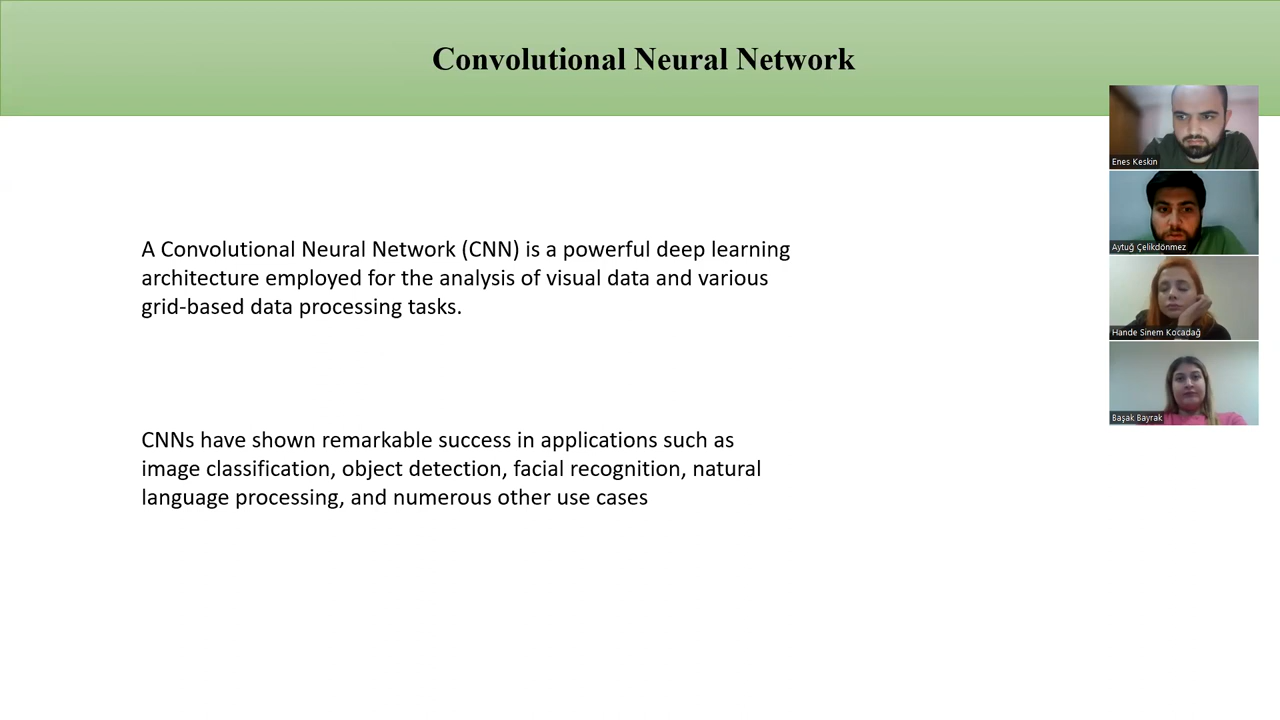 Convolutional Neural Network
Enes Keskin
Aytuğ Çelikdönmez
Hande Sinem Kocadağ
Başak Bayrak
A Convolutional Neural Network (CNN) is a powerful deep learning
architecture employed for the analysis of visual data and various
grid-based data processing tasks.
CNNs have shown remarkable success in applications such as
image classification, object detection, facial recognition, natural
language processing, and numerous other use cases